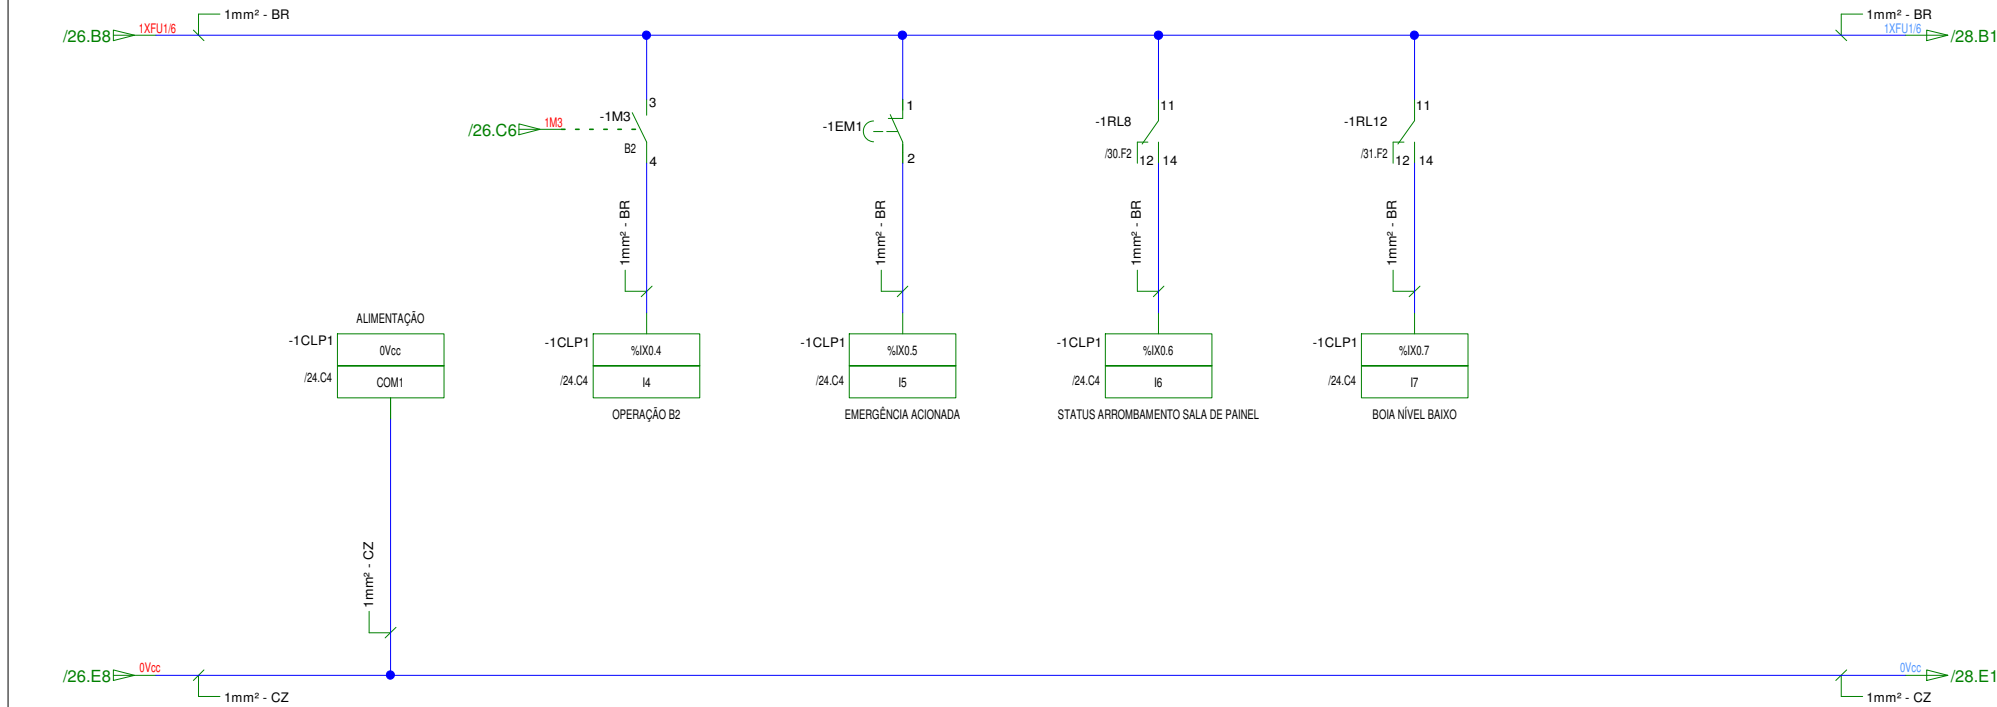 1mm² - BR
1mm² - BR
/26.B8 1XFU1/6
1XFU1/6 /28.B1
3
1
11
11
-1M3
-1EM1
-1RL8
-1RL12
/26.C6 1M3
B2
4
2
/30.F2 12 14
/31.F2 12 14
1mm² - BR
1mm² - BR
1mm² - BR
1mm² - BR
ALIMENTAÇÃO
-1CLP1 0Vcc
/24.C4 COM1
-1CLP1 %IX0.4
/24.C4 I4
OPERAÇÃO B2
-1CLP1 %IX0.5
/24.C4 I5
EMERGÊNCIA ACIONADA
-1CLP1 %IX0.6
/24.C4 I6
STATUS ARROMBAMENTO SALA DE PAINEL
-1CLP1 %IX0.7
/24.C4 I7
BOIA NÍVEL BAIXO
1mm² - CZ
/26.E8 0Vcc
0Vcc /28.E1
1mm² - CZ
1mm² - CZ